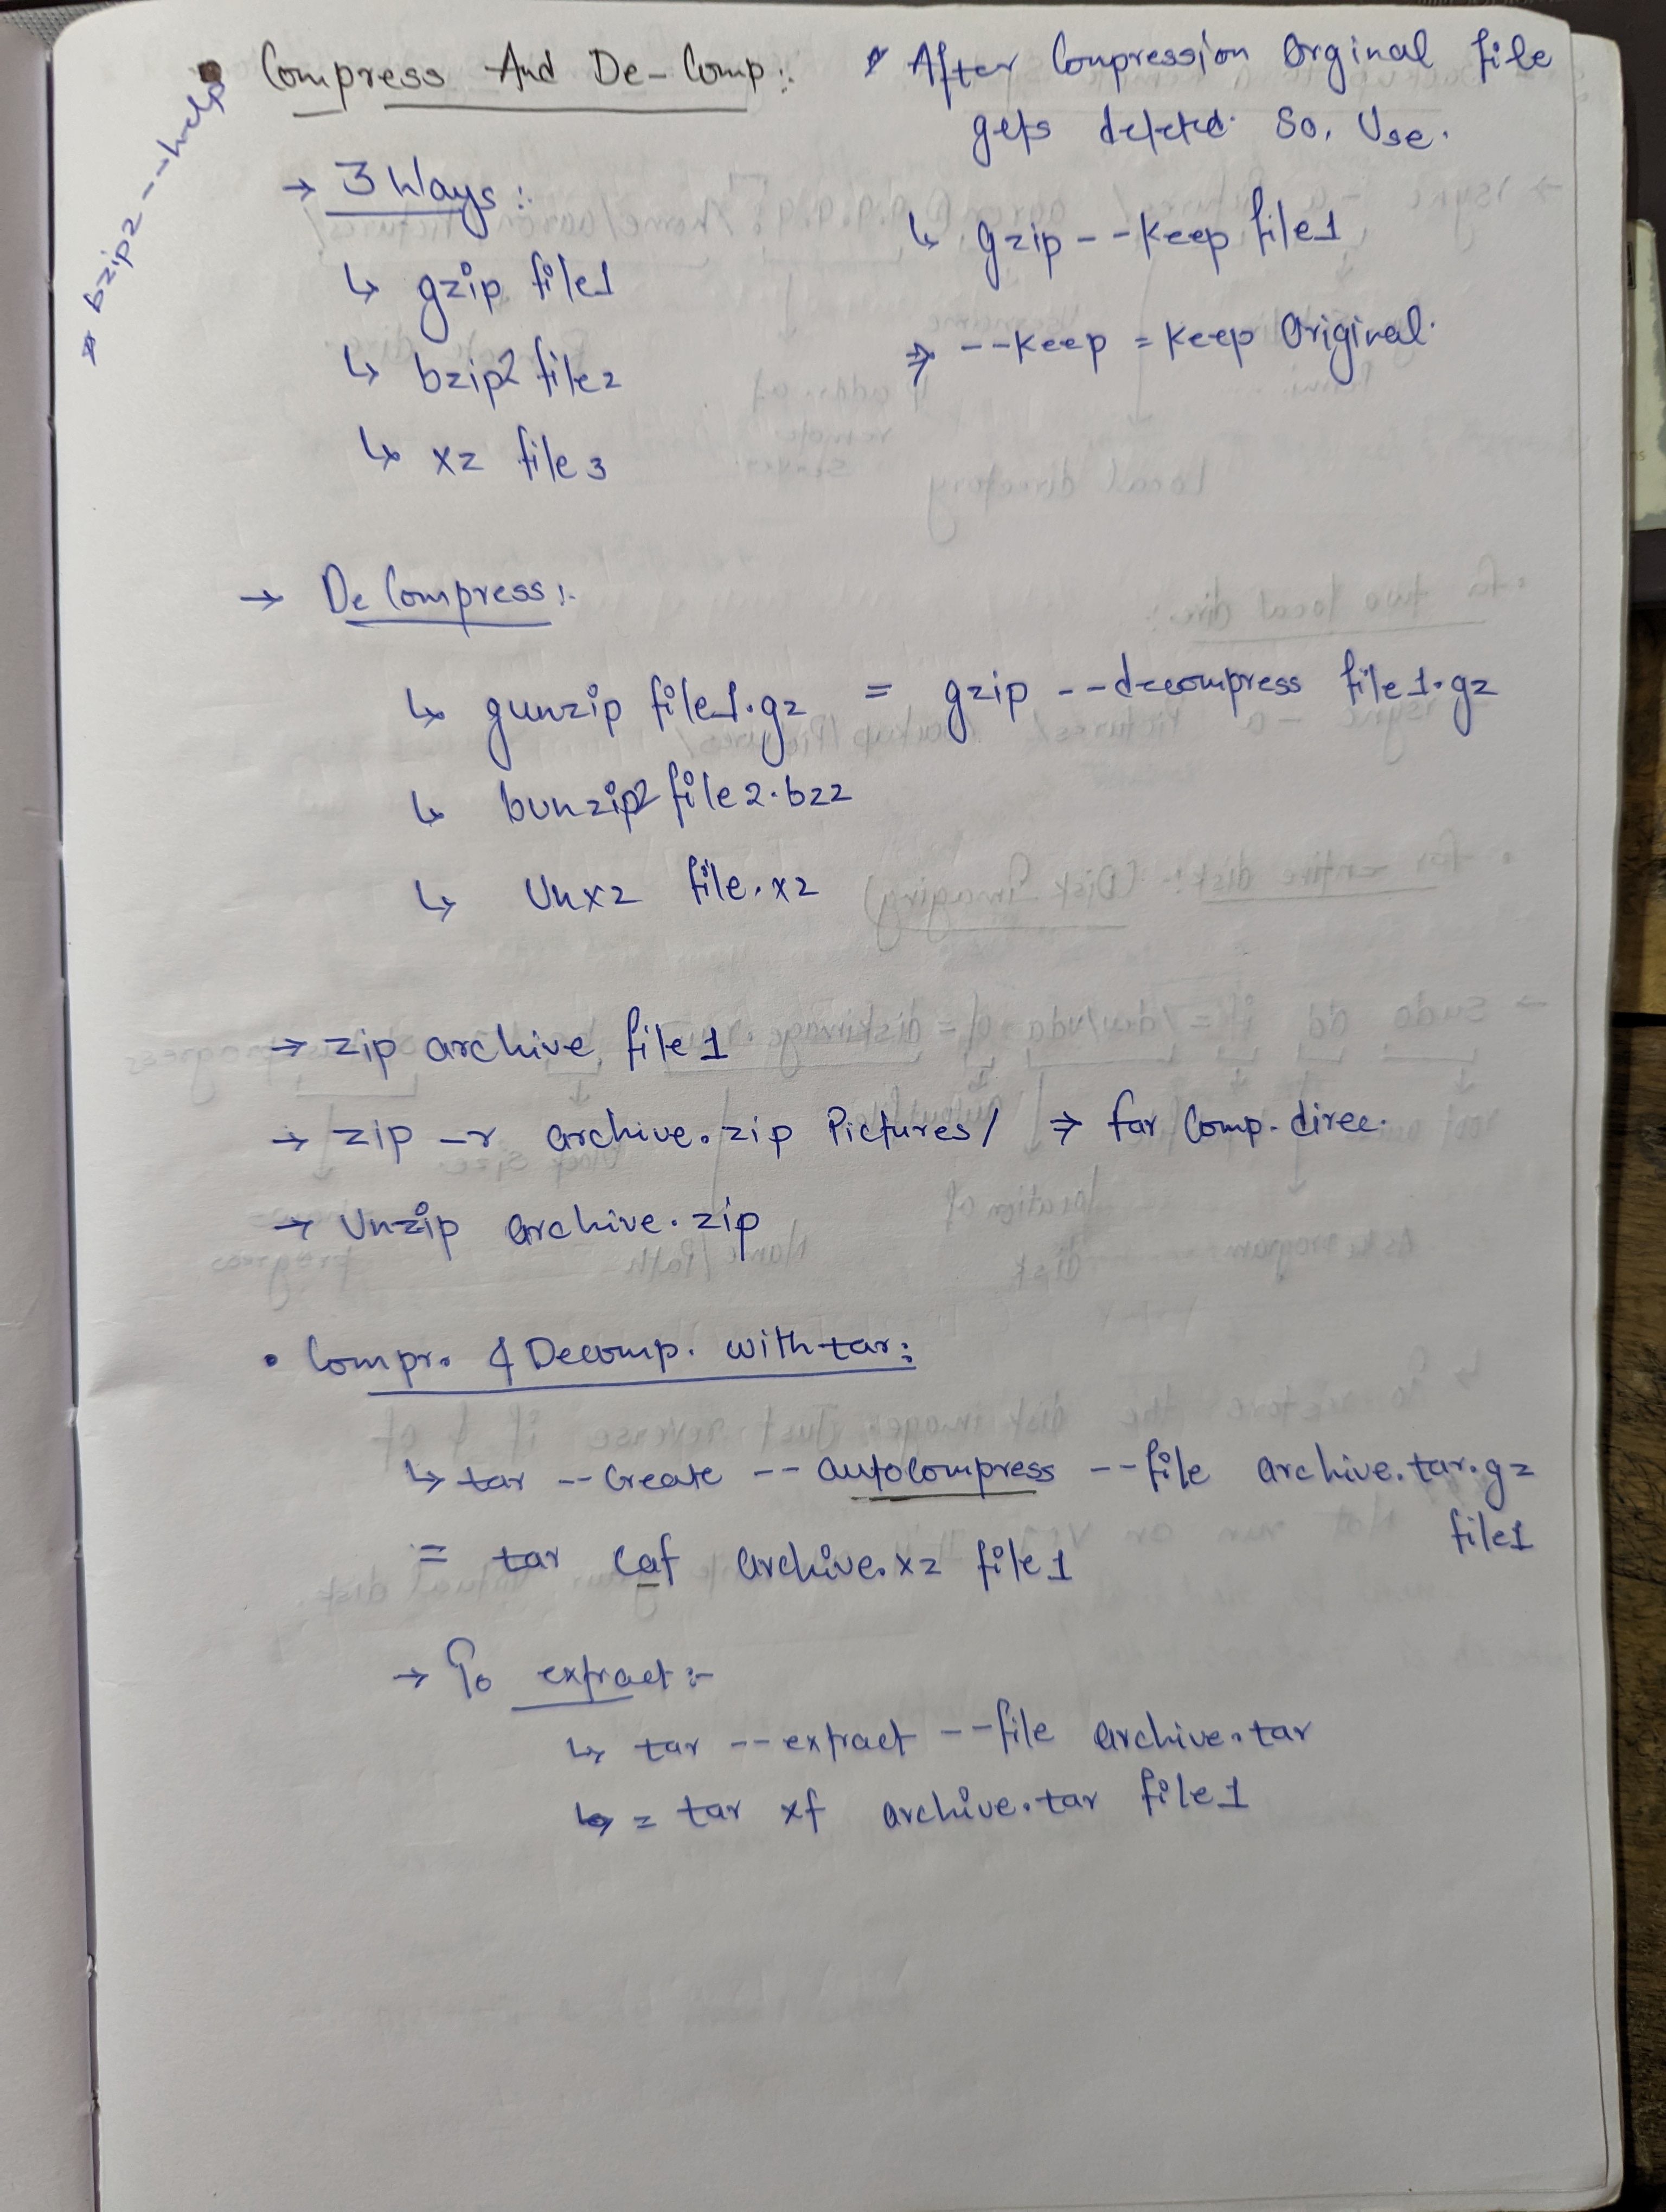 • Compress And De-Comp:-
* bzip2 --help
* After Compression Orginal file
gets deleted. So, Use.
→ 3 Ways:-
↳ gzip file1
↳ bzip2 file2
↳ xz file3
↳ gzip --keep file1
⇒ --keep = keep Original.
→ De Compress:-
↳ gunzip file1.gz = gzip --decompress file1.gz
↳ bunzip2 file2.bz2
↳ Unxz file.xz
→ zip archive file1
→ zip -r archive.zip Pictures/ ⇒ for Comp. direc.
→ Unzip archive.zip
• Compr. & Decomp. with tar:
↳ tar --Create --autocompress --file archive.tar.gz
file1
= tar caf archive.xz file1
→ To extract:-
↳ tar --extract --file archive.tar
↳ = tar xf archive.tar file1